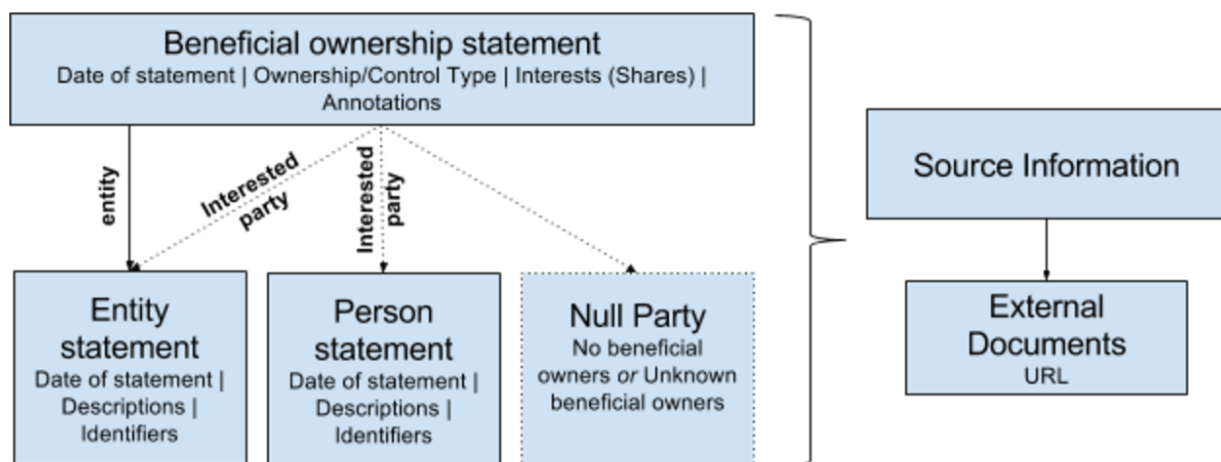 Beneficial ownership statement
Date of statement | Ownership/Control Type | Interests (Shares) |
Annotations
entity
Interested
party
Interested
party
Entity
statement
Date of statement |
Descriptions |
Identifiers
Person
statement
Date of statement |
Descriptions |
Identifiers
Null Party
No beneficial
owners or Unknown
beneficial owners
Source Information
External
Documents
URL